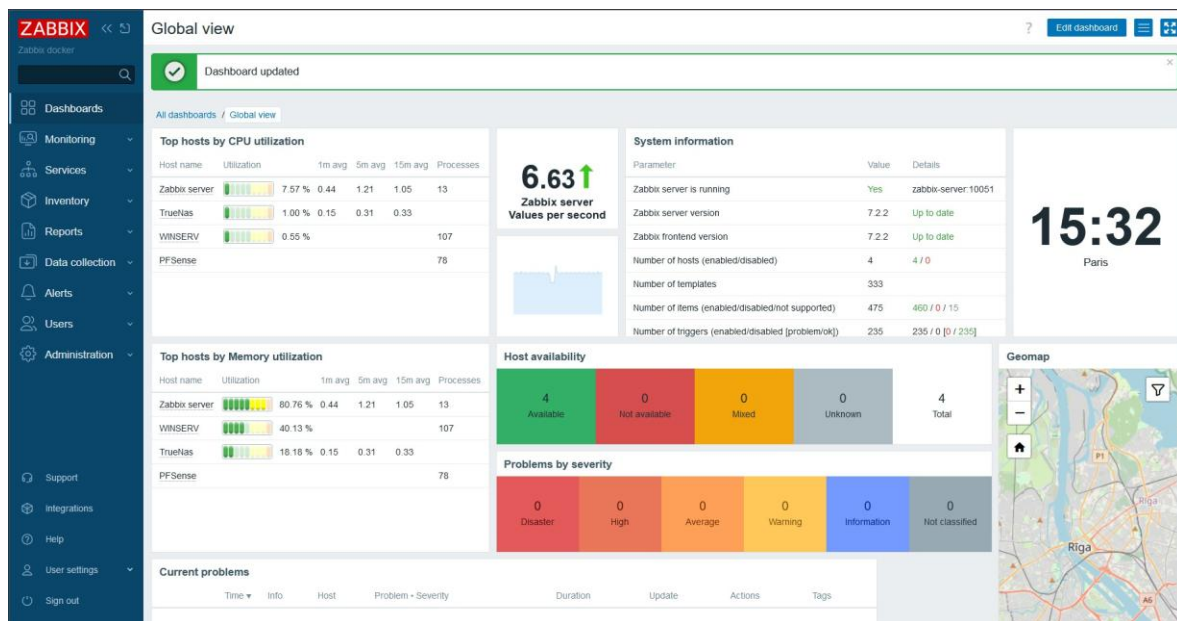 ZABBIX
Zabbix docker
Dashboards
Monitoring
Services
Inventory
Reports
Data collection
Alerts
Users
Administration
Support
Integrations
Help
User settings
Sign out
Global view
? Edit dashboard
Dashboard updated
All dashboards / Global view
Top hosts by CPU utilization
Host name Utilization 1m avg 5m avg 15m avg Processes
Zabbix server 7.57 % 0.44 1.21 1.05 13
TrueNas 1.00 % 0.15 0.31 0.33
WINSERV 0.55 % 107
PFSense 78
6.63
Zabbix server
Values per second
System information
Parameter Value Details
Zabbix server is running Yes zabbix-server:10051
Zabbix server version 7.2.2 Up to date
Zabbix frontend version 7.2.2 Up to date
Number of hosts (enabled/disabled) 4 4 / 0
Number of templates 333
Number of items (enabled/disabled/not supported) 475 460 / 0 / 15
Number of triggers (enabled/disabled [problem/ok]) 235 235 / 0 [0 / 235]
15:32
Paris
Top hosts by Memory utilization
Host name Utilization 1m avg 5m avg 15m avg Processes
Zabbix server 80.76 % 0.44 1.21 1.05 13
WINSERV 40.13 % 107
TrueNas 18.18 % 0.15 0.31 0.33
PFSense 78
Host availability
4 0 0 0 4
Available Not available Mixed Unknown Total
Problems by severity
0 0 0 0 0 0
Disaster High Average Warning Information Not classified
Geomap
+
−
P1
Rīga
Rīga
A6
Current problems
Time ▼ Info Host Problem • Severity Duration Update Actions Tags